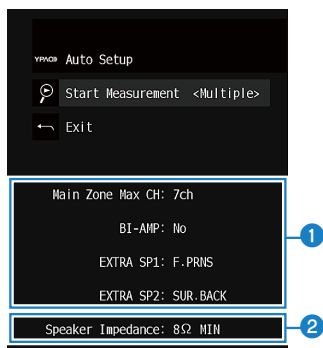 YPAO Auto Setup
Start Measurement <Multiple>
Exit
Main Zone Max CH: 7ch
BI-AMP: No
EXTRA SP1: F.PRNS
EXTRA SP2: SUR.BACK
1
Speaker Impedance: 8Ω MIN
2